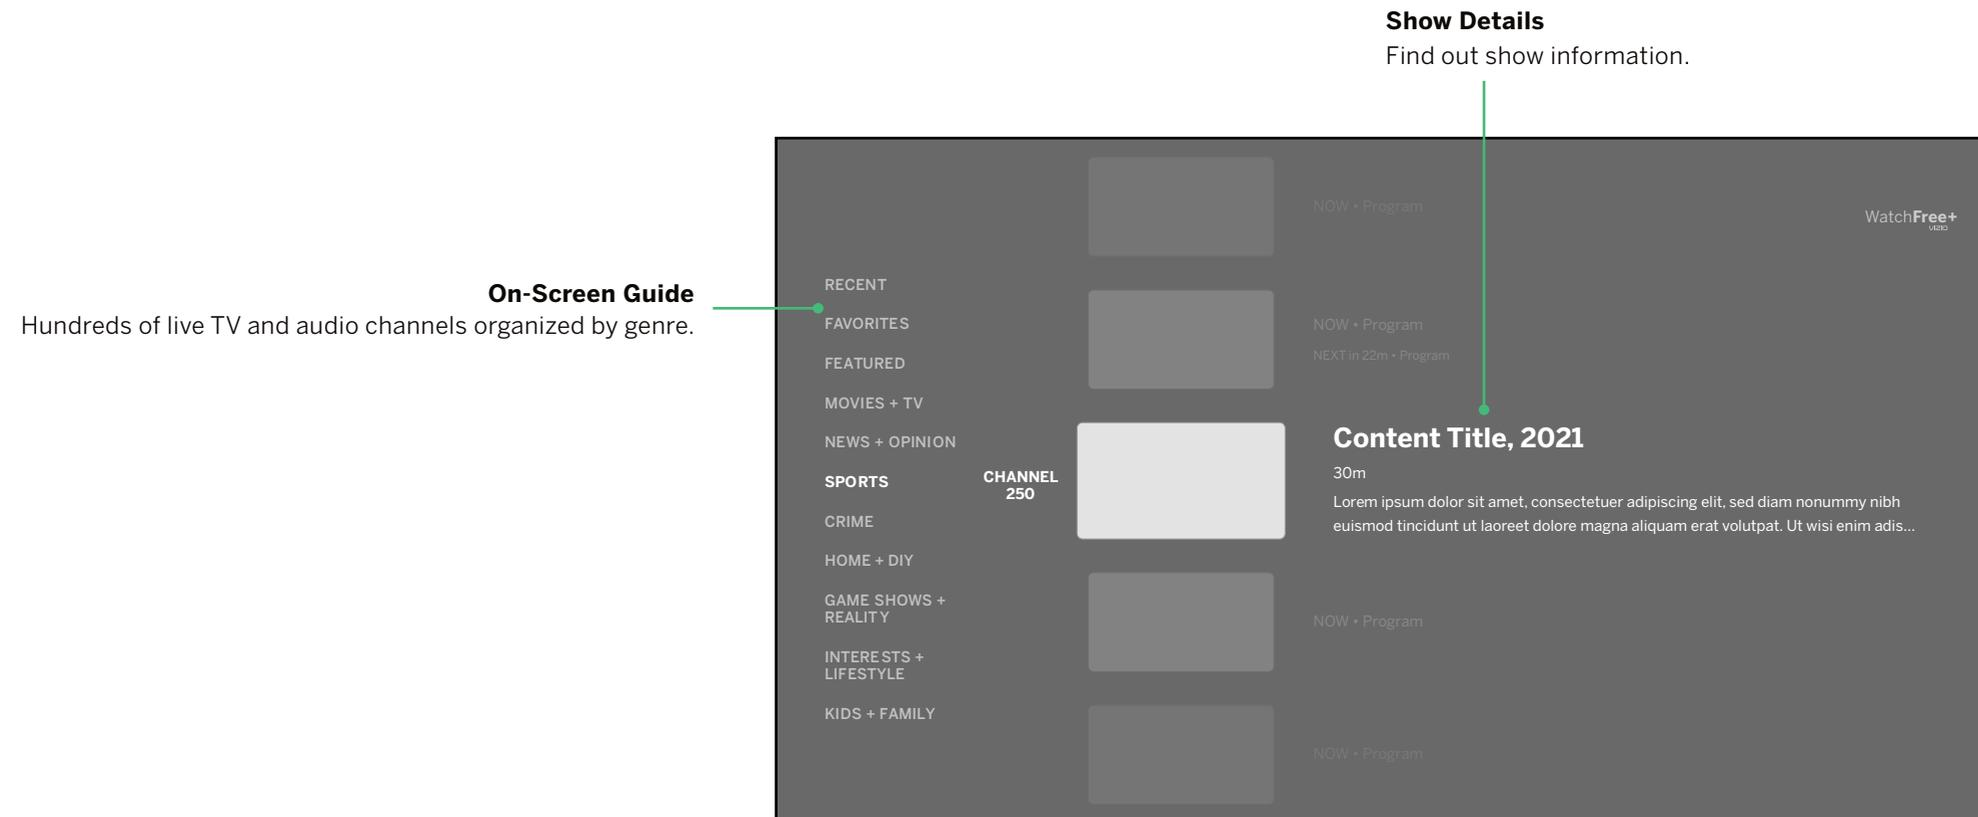 Show Details
Find out show information.
NOW • Program
WatchFree+
VIZIO
On-Screen Guide
Hundreds of live TV and audio channels organized by genre.
RECENT
FAVORITES
FEATURED
MOVIES + TV
NEWS + OPINION
SPORTS
CRIME
HOME + DIY
GAME SHOWS +
REALITY
INTERESTS +
LIFESTYLE
KIDS + FAMILY
CHANNEL
250
NOW • Program
NEXT in 22m • Program
Content Title, 2021
30m
Lorem ipsum dolor sit amet, consectetuer adipiscing elit, sed diam nonummy nibh
euismod tincidunt ut laoreet dolore magna aliquam erat volutpat. Ut wisi enim adis...
NOW • Program
NOW • Program